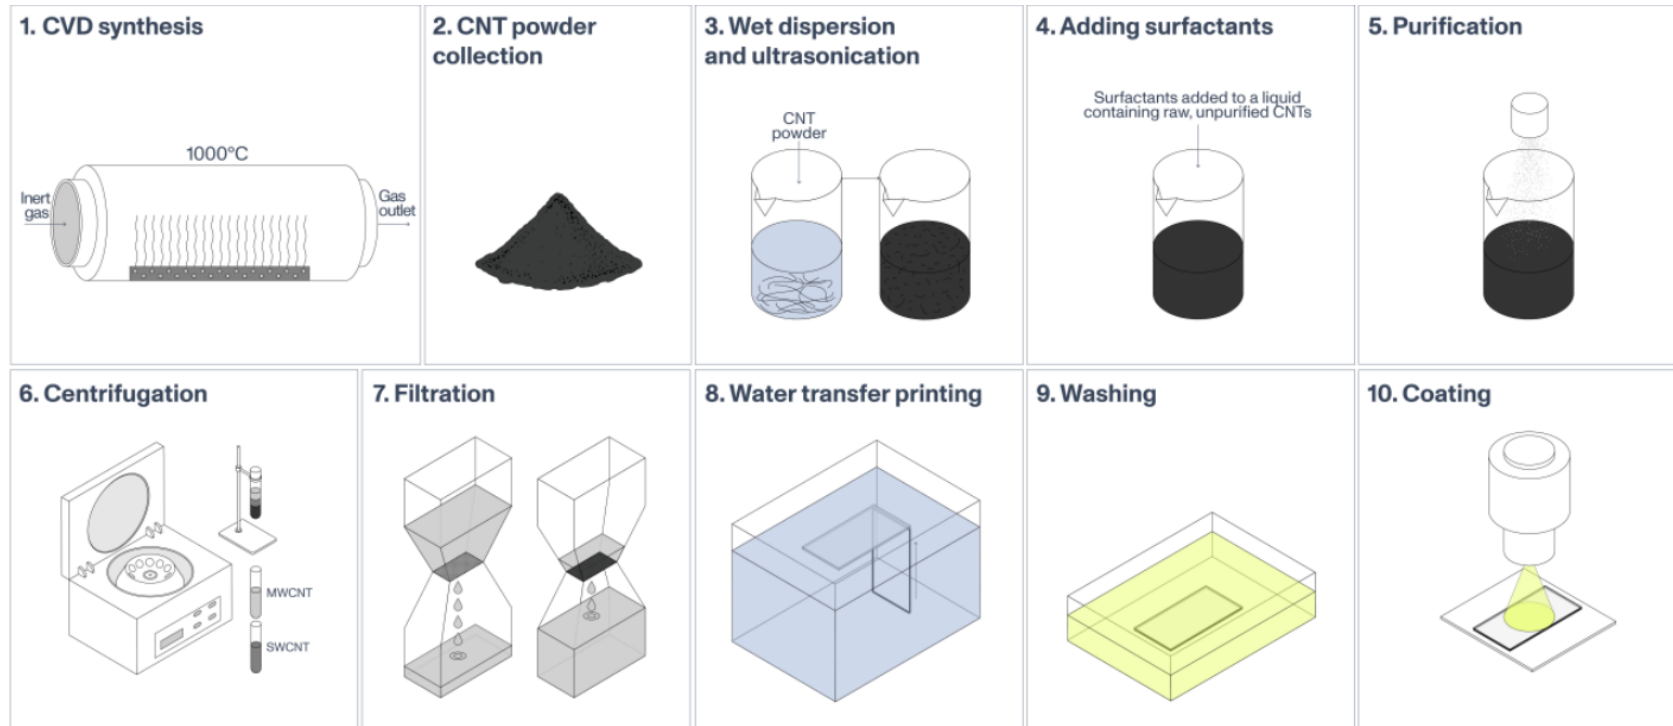 1. CVD synthesis
1000°C
Inert
gas
Gas
outlet
2. CNT powder
collection
3. Wet dispersion
and ultrasonication
CNT
powder
4. Adding surfactants
Surfactants added to a liquid
containing raw, unpurified CNTs
5. Purification
6. Centrifugation
MWCNT
SWCNT
7. Filtration
8. Water transfer printing
9. Washing
10. Coating